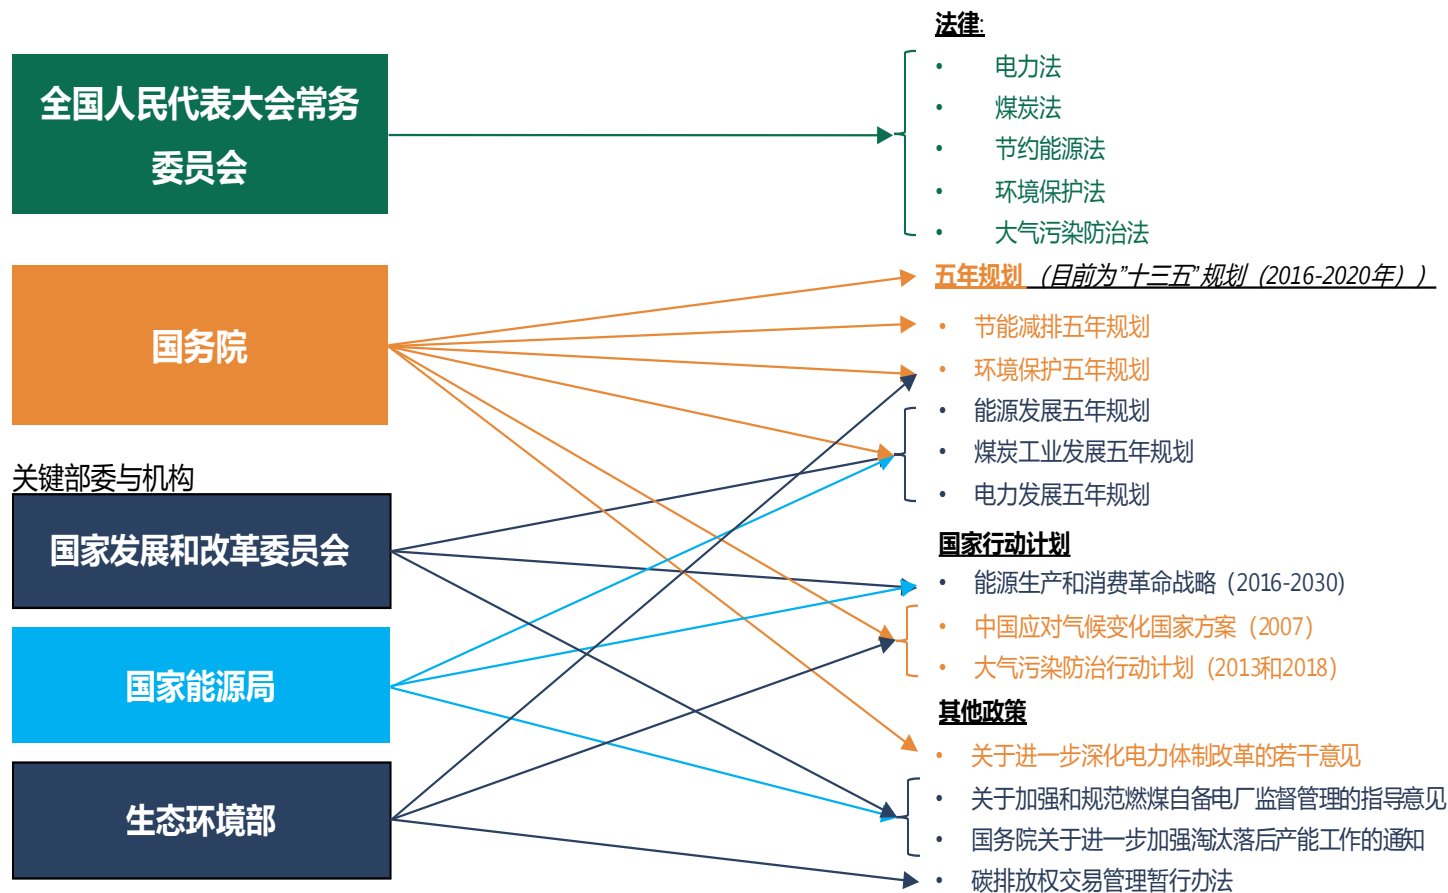 全国人民代表大会常务
委员会
国务院
关键部委与机构
国家发展和改革委员会
国家能源局
生态环境部
法律:
• 电力法
• 煤炭法
• 节约能源法
• 环境保护法
• 大气污染防治法
五年规划 （目前为”十三五”规划（2016-2020年））
• 节能减排五年规划
• 环境保护五年规划
• 能源发展五年规划
• 煤炭工业发展五年规划
• 电力发展五年规划
国家行动计划
• 能源生产和消费革命战略（2016-2030)
• 中国应对气候变化国家方案（2007）
• 大气污染防治行动计划（2013和2018）
其他政策
• 关于进一步深化电力体制改革的若干意见
• 关于加强和规范燃煤自备电厂监督管理的指导意见
• 国务院关于进一步加强淘汰落后产能工作的通知
• 碳排放权交易管理暂行办法